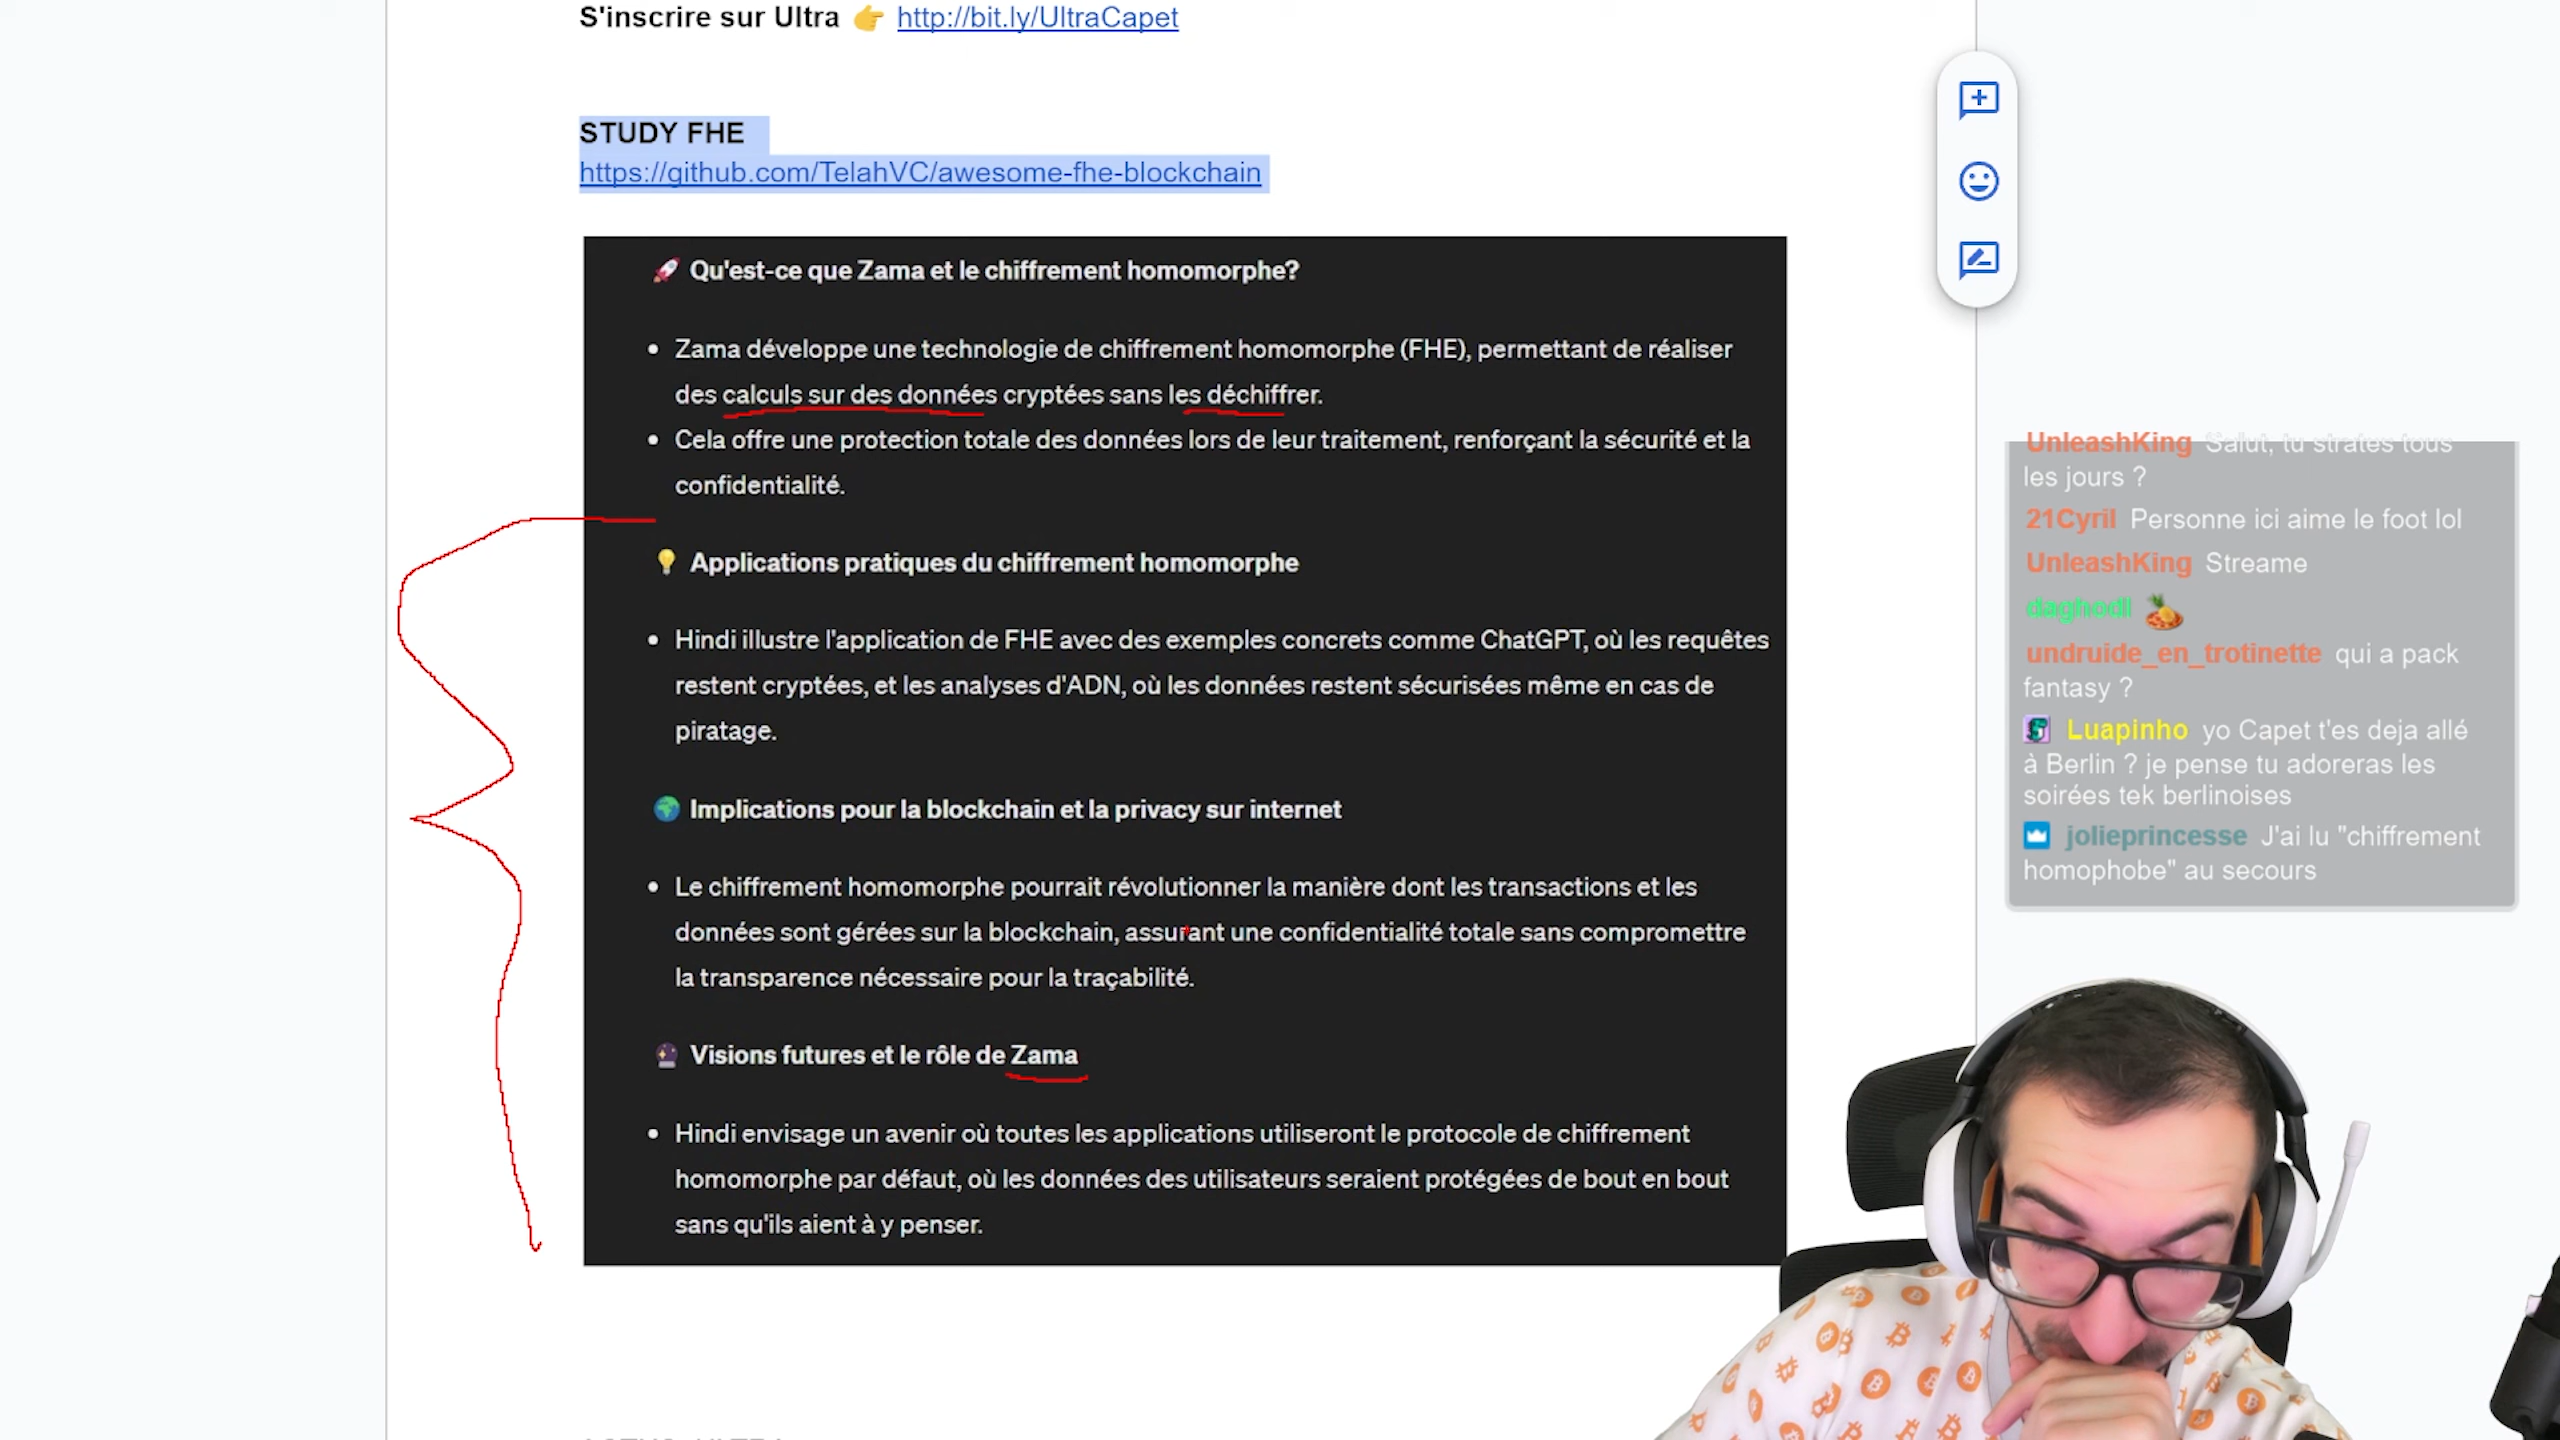 S'inscrire sur Ultra 👉 http://bit.ly/UltraCapet
STUDY FHE
https://github.com/TelahVC/awesome-fhe-blockchain
🚀 Qu'est-ce que Zama et le chiffrement homomorphe?
• Zama développe une technologie de chiffrement homomorphe (FHE), permettant de réaliser
des calculs sur des données cryptées sans les déchiffrer.
• Cela offre une protection totale des données lors de leur traitement, renforçant la sécurité et la
confidentialité.
💡 Applications pratiques du chiffrement homomorphe
• Hindi illustre l'application de FHE avec des exemples concrets comme ChatGPT, où les requêtes
restent cryptées, et les analyses d'ADN, où les données restent sécurisées même en cas de
piratage.
🌍 Implications pour la blockchain et la privacy sur internet
• Le chiffrement homomorphe pourrait révolutionner la manière dont les transactions et les
données sont gérées sur la blockchain, assurant une confidentialité totale sans compromettre
la transparence nécessaire pour la traçabilité.
🔮 Visions futures et le rôle de Zama
• Hindi envisage un avenir où toutes les applications utiliseront le protocole de chiffrement
homomorphe par défaut, où les données des utilisateurs seraient protégées de bout en bout
sans qu'ils aient à y penser.
UnleashKing Salut, tu strates tous
les jours ?
21Cyril Personne ici aime le foot lol
UnleashKing Streame
daghodl
undruide_en_trotinette qui a pack
fantasy ?
Luapinho yo Capet t'es deja allé
à Berlin ? je pense tu adoreras les
soirées tek berlinoises
jolieprincesse J'ai lu "chiffrement
homophobe" au secours